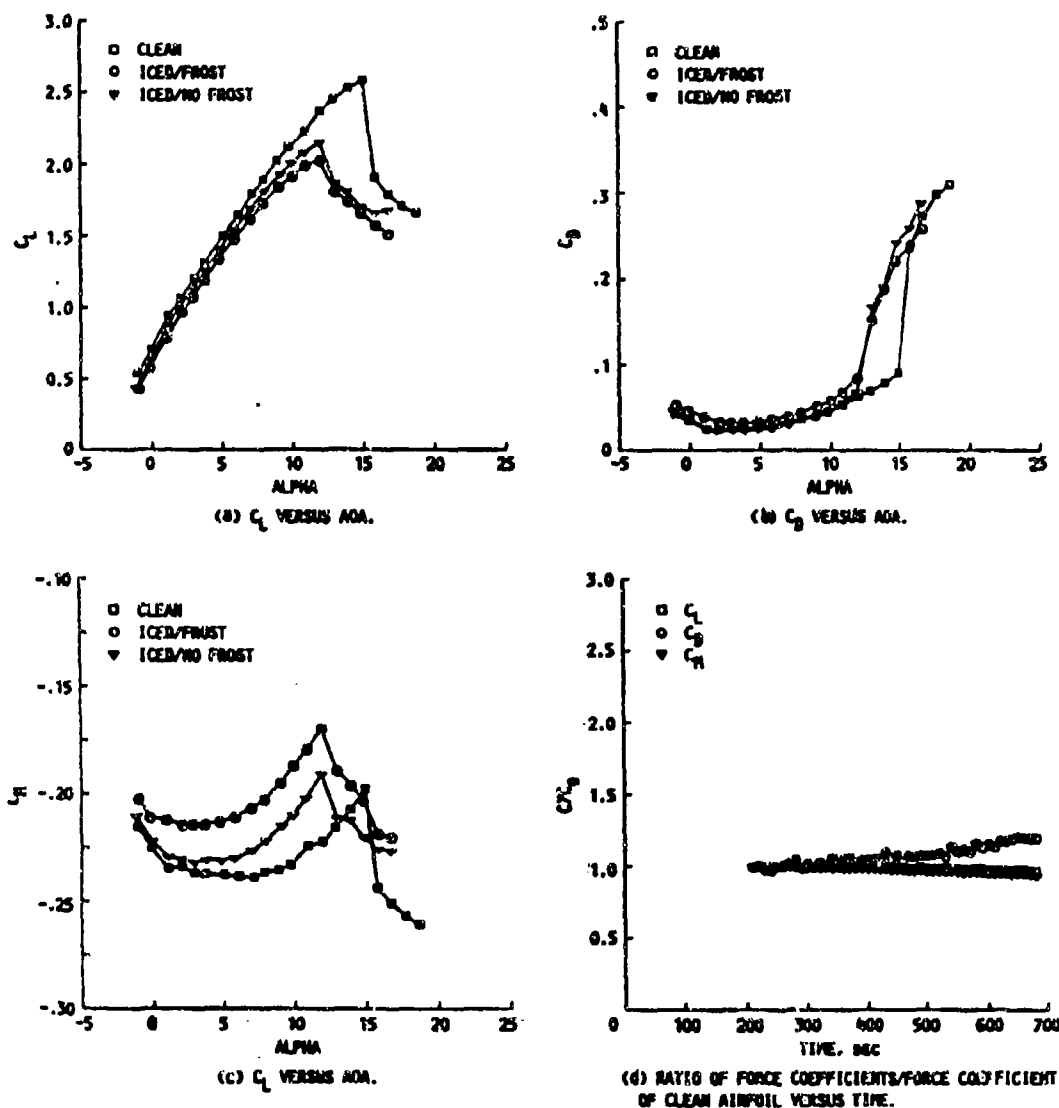 3.0
2.5
2.0
1.5
1.0
0.5
0
C_L
CLEAN
ICED/FROST
ICED/NO FROST
-5 0 5 10 15 20 25
ALPHA
(a) C_L VERSUS AOA.
.5
.4
.3
.2
.1
0
C_D
CLEAN
ICED/FROST
ICED/NO FROST
-5 0 5 10 15 20 25
ALPHA
(b) C_D VERSUS AOA.
-.10
-.15
-.20
-.25
-.30
C_M
CLEAN
ICED/FROST
ICED/NO FROST
-5 0 5 10 15 20 25
ALPHA
(c) C_L VERSUS AOA.
3.0
2.5
2.0
1.5
1.0
0.5
C/C_0
C_L
C_D
C_M
0 100 200 300 400 500 600 700
TIME, sec
(d) RATIO OF FORCE COEFFICIENTS/FORCE COEFFICIENT
OF CLEAN AIRFOIL VERSUS TIME.